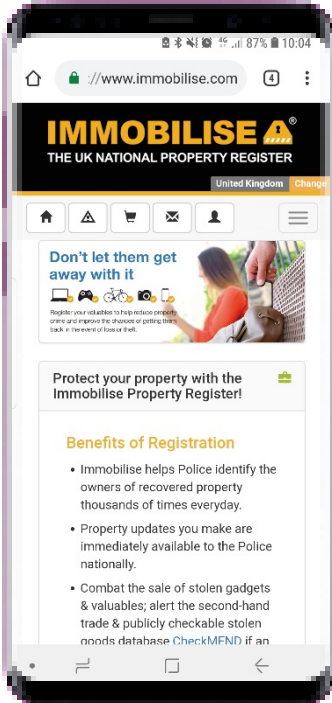 87% 10:04
://www.immobilise.com 4
IMMOBILISE ®
THE UK NATIONAL PROPERTY REGISTER
United Kingdom Change
Don't let them get
away with it
Register your valuables to help reduce property
crime and improve the chances of getting them
back in the event of loss or theft.
Protect your property with the
Immobilise Property Register!
Benefits of Registration
• Immobilise helps Police identify the
owners of recovered property
thousands of times everyday.
• Property updates you make are
immediately available to the Police
nationally.
• Combat the sale of stolen gadgets
& valuables; alert the second-hand
trade & publicly checkable stolen
goods database CheckMEND if an